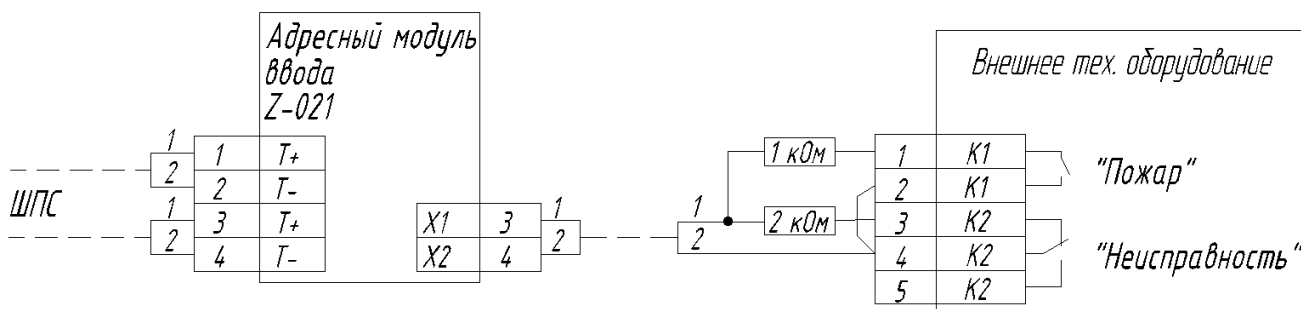 Адресный модуль
ввода
Z-021
Внешнее тех. оборудование
ШПС
1
2
1
2
1 T+
2 T-
3 T+
4 T-
X1 3
X2 4
1
2
1
2
1 кОм
2 кОм
1 K1
2 K1
3 K2
4 K2
5 K2
"Пожар"
"Неисправность"